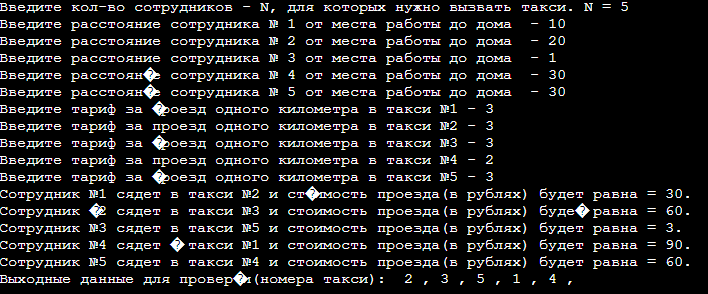 Введите кол-во сотрудников - N, для которых нужно вызвать такси. N = 5
Введите расстояние сотрудника № 1 от места работы до дома  - 10
Введите расстояние сотрудника № 2 от места работы до дома  - 20
Введите расстояние сотрудника № 3 от места работы до дома  - 1
Введите расстоян�е сотрудника № 4 от места работы до дома  - 30
Введите расстоян�е сотрудника № 5 от места работы до дома  - 30
Введите тариф за �роезд одного километра в такси №1 - 3
Введите тариф за проезд одного километра в такси №2 - 3
Введите тариф за �роезд одного километра в такси №3 - 3
Введите тариф за проезд одного километра в такси №4 - 2
Введите тариф за �роезд одного километра в такси №5 - 3
Сотрудник №1 сядет в такси №2 и ст�имость проезда(в рублях) будет равна = 30.
Сотрудник �2 сядет в такси №3 и стоимость проезда(в рублях) буде� равна = 60.
Сотрудник №3 сядет в такси №5 и стоимость проезда(в рублях) будет равна = 3.
Сотрудник №4 сядет � такси №1 и стоимость проезда(в рублях) будет равна = 90.
Сотрудник №5 сядет в такси №4 и стоимость проезда(в рублях) будет равна = 60.
Выходные данные для провер�и(номера такси):  2 , 3 , 5 , 1 , 4 ,